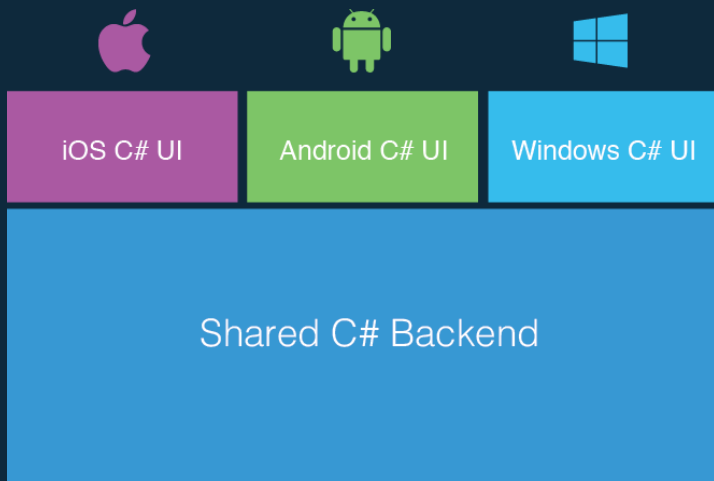 iOS C# UI
Android C# UI
Windows C# UI
Shared C# Backend